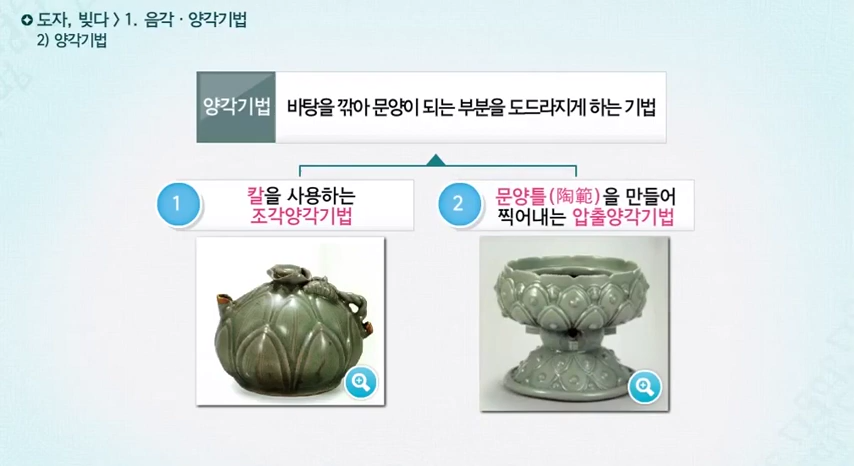 도자, 빚다 > 1. 음각 · 양각기법
2) 양각기법
양각기법
바탕을 깎아 문양이 되는 부분을 도드라지게 하는 기법
1
칼을 사용하는
조각양각기법
2
문양틀(陶範)을 만들어
찍어내는 압출양각기법